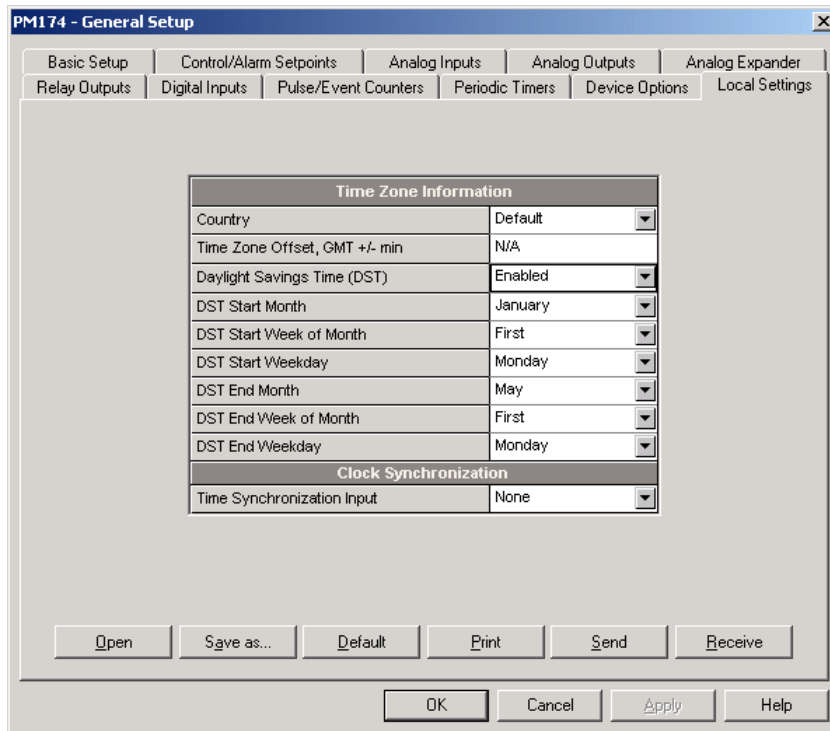 PM174 - General Setup
Basic Setup Control/Alarm Setpoints Analog Inputs Analog Outputs Analog Expander
Relay Outputs Digital Inputs Pulse/Event Counters Periodic Timers Device Options Local Settings
Time Zone Information
Country Default
Time Zone Offset, GMT +/- min N/A
Daylight Savings Time (DST) Enabled
DST Start Month January
DST Start Week of Month First
DST Start Weekday Monday
DST End Month May
DST End Week of Month First
DST End Weekday Monday
Clock Synchronization
Time Synchronization Input None
Open Save as... Default Print Send Receive
OK Cancel Apply Help